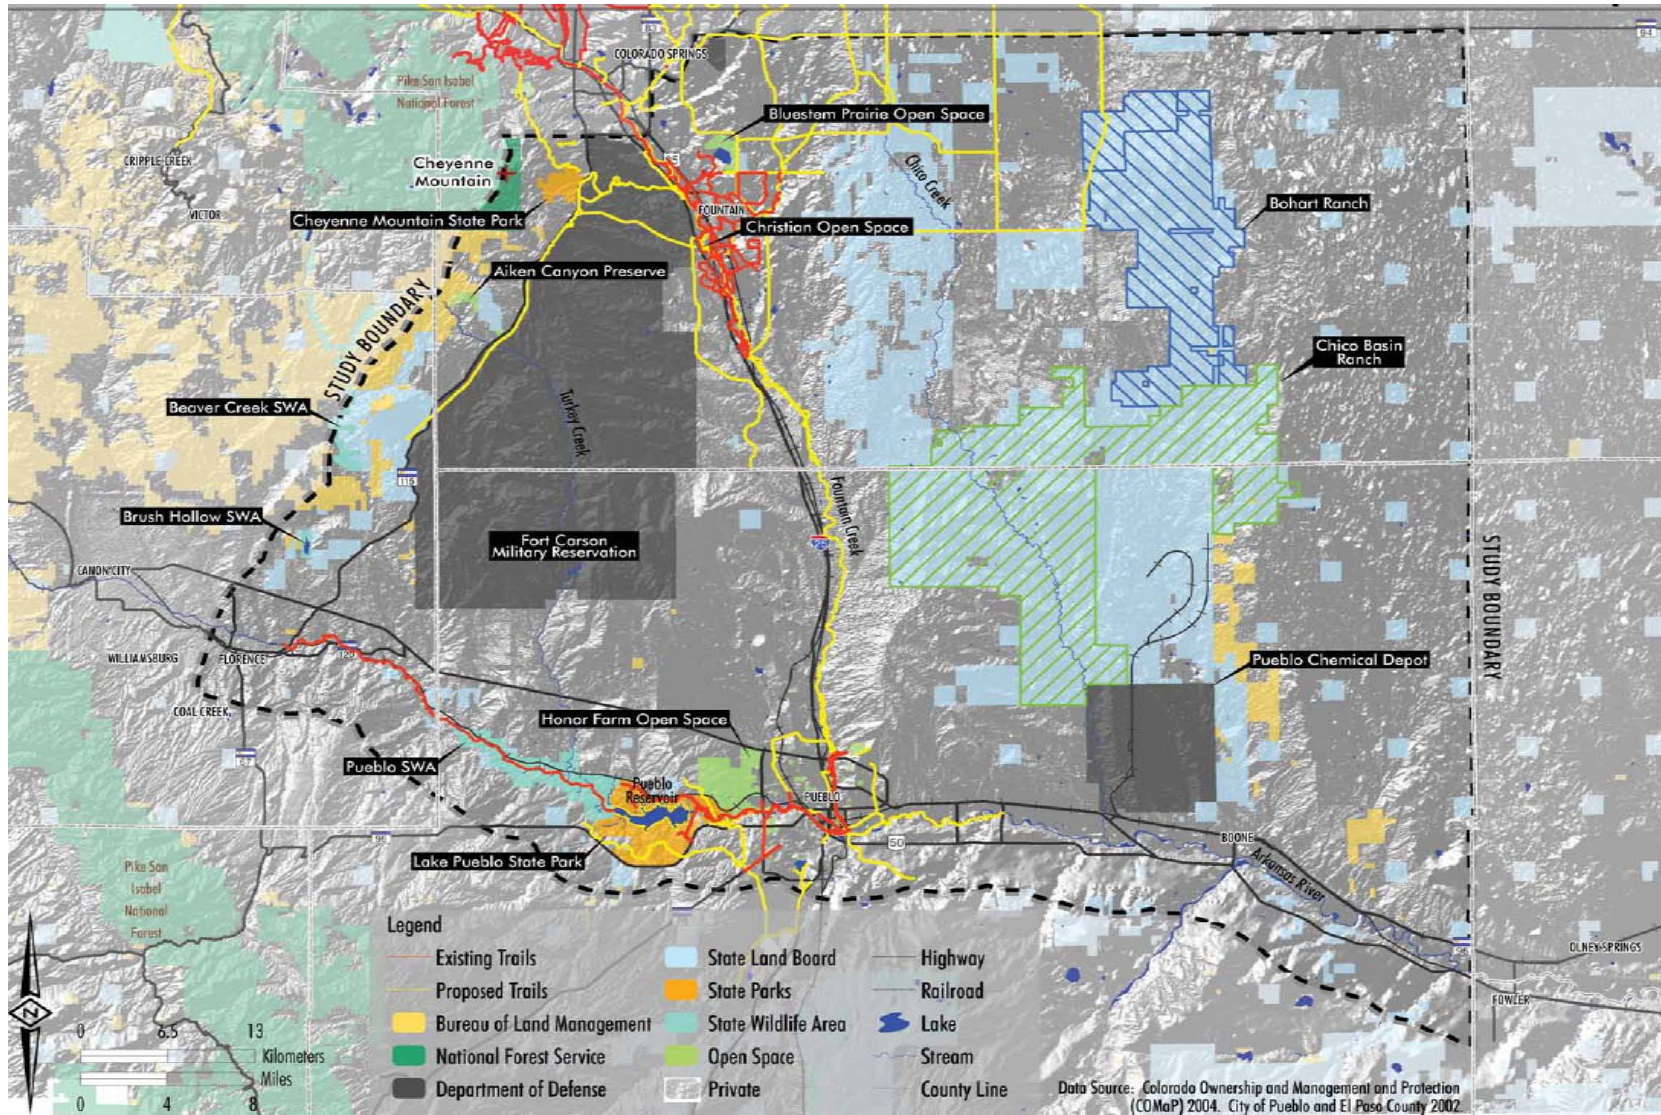 83
94
COLORADO SPRINGS
Pike San Isabel
National Forest
Bluestem Prairie Open Space
CRIPPLE CREEK
Cheyenne
Mountain
Chico Creek
VICTOR
FOUNTAIN
Bohart Ranch
Cheyenne Mountain State Park
Christian Open Space
Aiken Canyon Preserve
STUDY BOUNDARY
Chico Basin
Ranch
Beaver Creek SWA
Turkey Creek
115
Brush Hollow SWA
Fountain Creek
Fort Carson
Military Reservation
25
CANON CITY
STUDY BOUNDARY
WILLIAMSBURG
FLORENCE
120
Pueblo Chemical Depot
COAL CREEK
Honor Farm Open Space
67
Pueblo SWA
Pueblo
Reservoir
PUEBLO
96
50
BOONE
Lake Pueblo State Park
Arkansas River
Pike San
Isabel
National
Forest
96
OLNEY SPRINGS
FOWLER
Legend
Existing Trails
Proposed Trails
Bureau of Land Management
National Forest Service
Department of Defense
State Land Board
State Parks
State Wildlife Area
Open Space
Private
Highway
Railroad
Lake
Stream
County Line
N
0 6.5 13
Kilometers
Miles
0 4 8
Data Source: Colorado Ownership and Management and Protection
(COMaP) 2004. City of Pueblo and El Paso County 2002